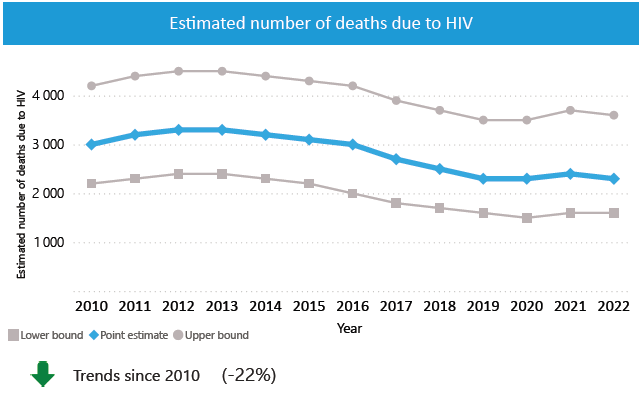 Estimated number of deaths due to HIV
Estimated number of deaths due to HIV
4 000
3 000
2 000
1 000
2010 2011 2012 2013 2014 2015 2016 2017 2018 2019 2020 2021 2022
Year
Lower bound Point estimate Upper bound
Trends since 2010 (-22%)